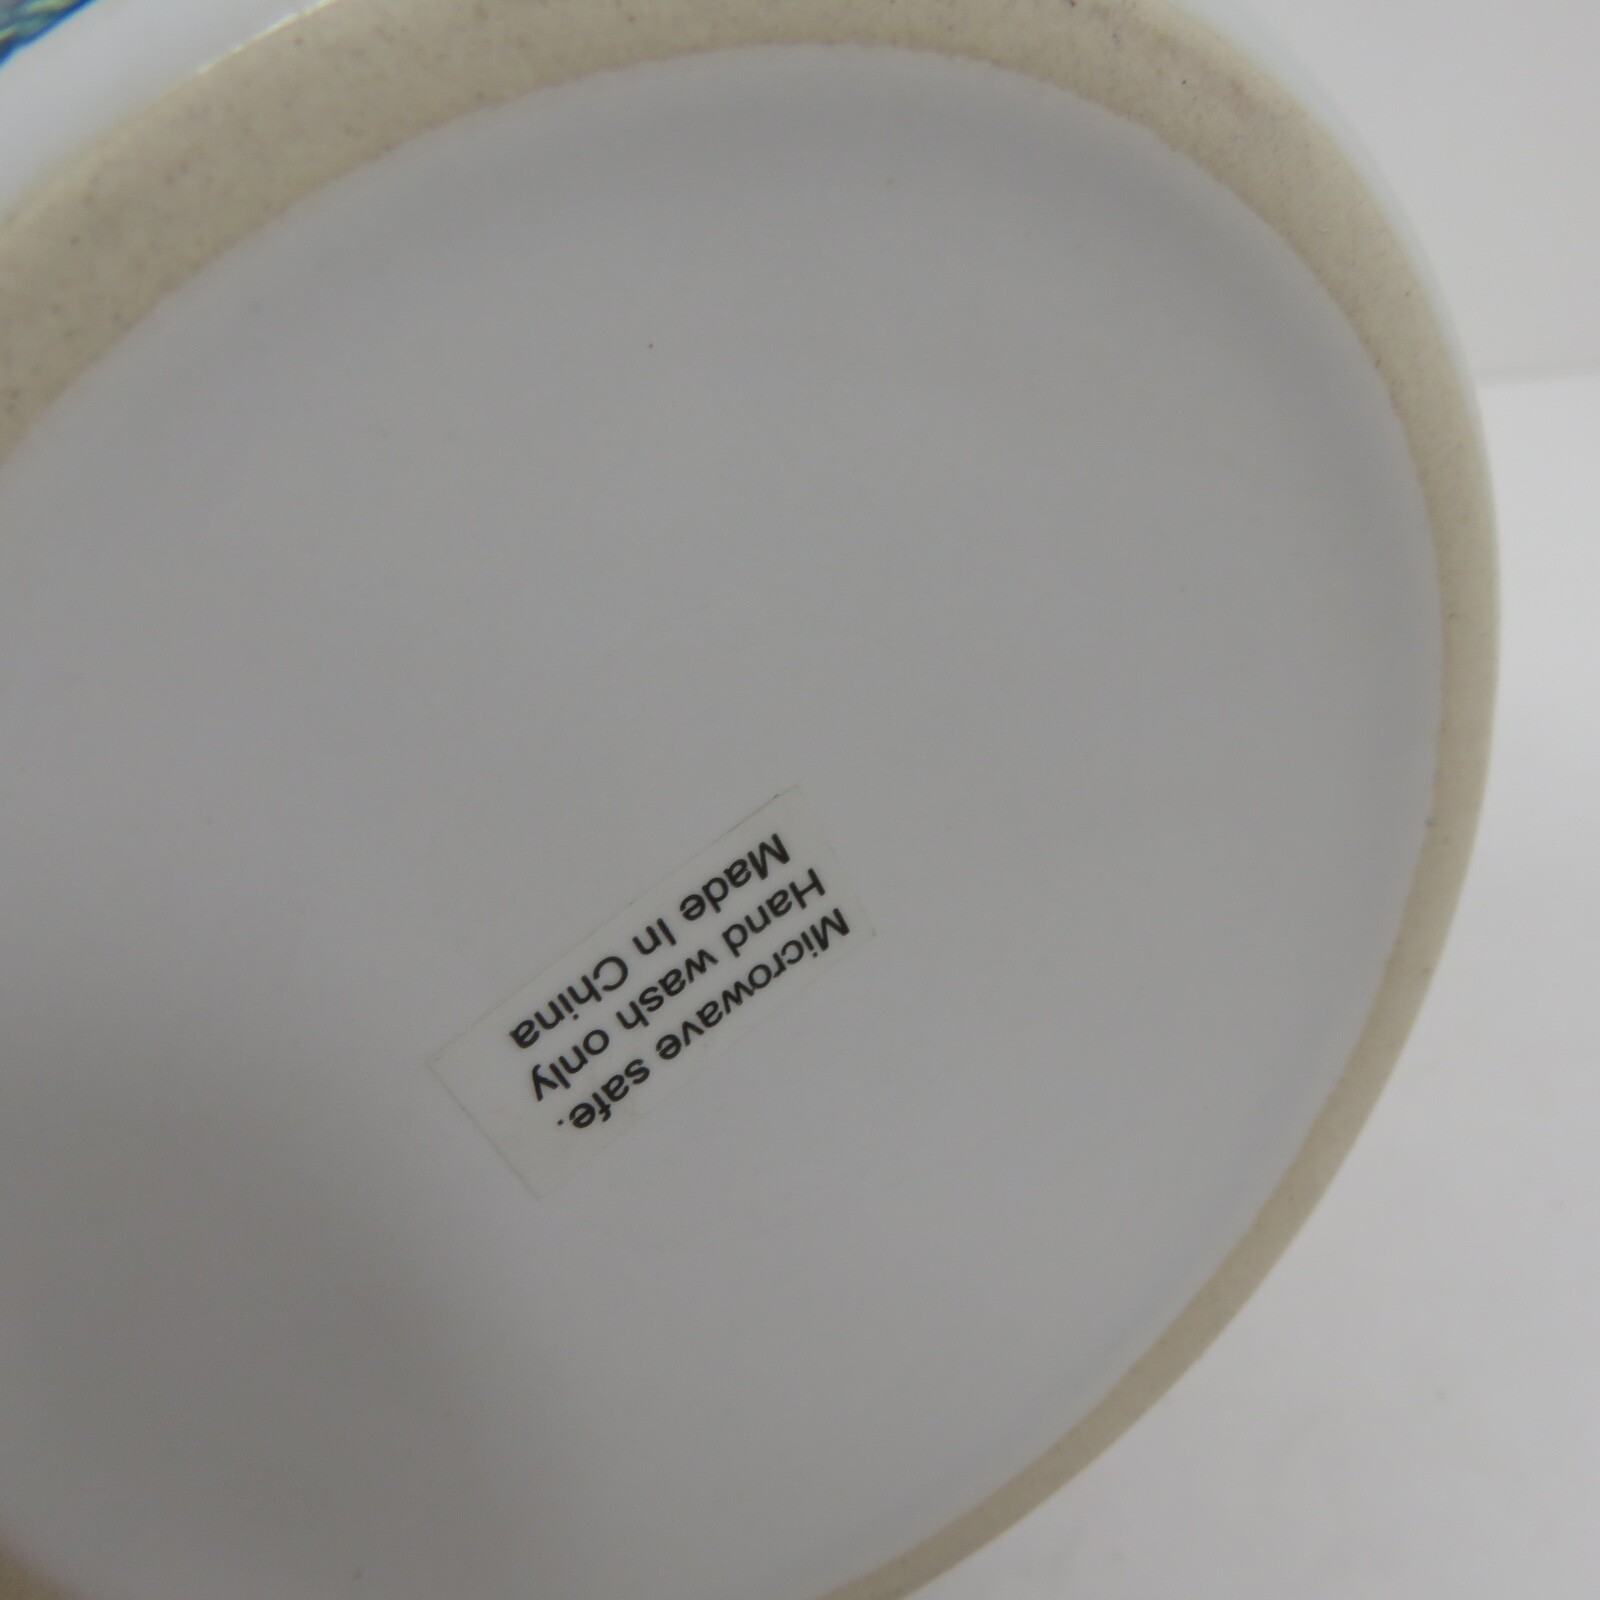 Microwave safe.
Hand wash only
Made In China